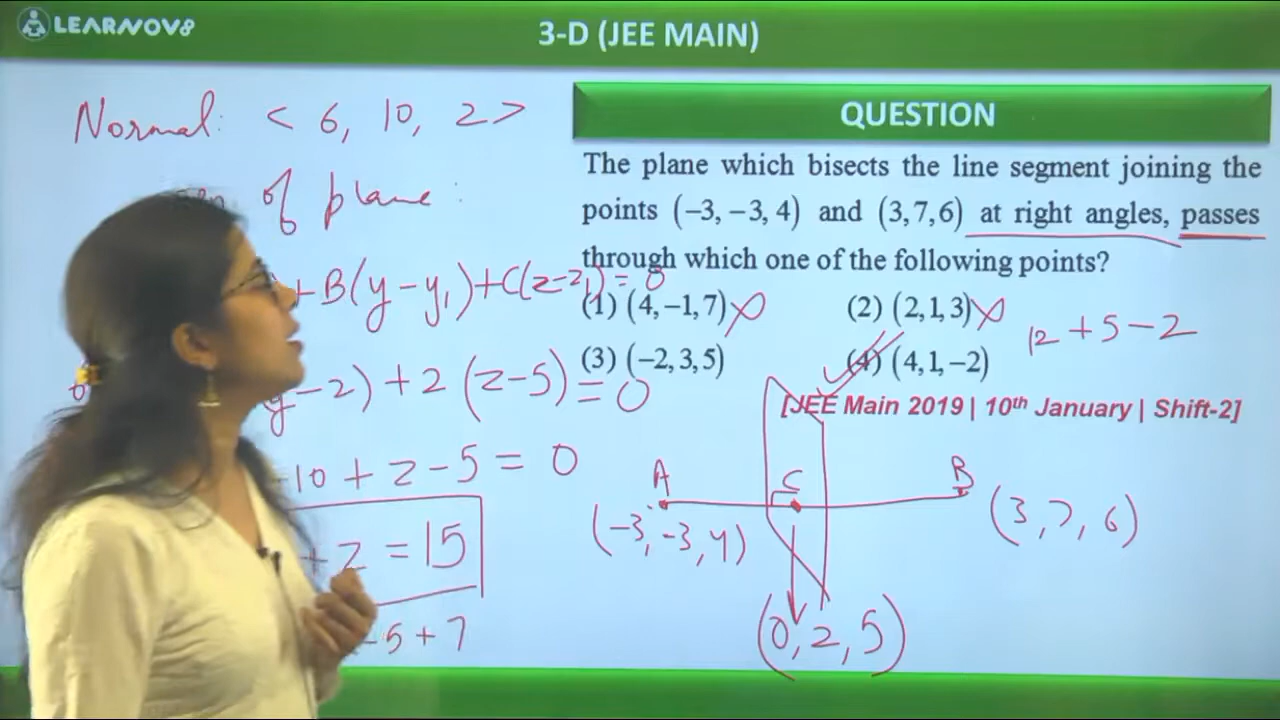 LEARNOV8
3-D (JEE MAIN)
Normal: < 6, 10, 2 >
of plane:
+B(y-y₁)+C(z-z₁) = 0
y-2) + 2 (z-5) = 0
-10 + z - 5 = 0
+ z = 15
- 5 + 7
QUESTION
The plane which bisects the line segment joining the
points (−3, −3, 4) and (3, 7, 6) at right angles, passes
through which one of the following points?
(1) (4, −1, 7) (2) (2, 1, 3)
12 + 5 - 2
(3) (−2, 3, 5) (4) (4, 1, −2)
[JEE Main 2019 | 10th January | Shift-2]
A C B
(-3, -3, 4) (3, 7, 6)
(0, 2, 5)